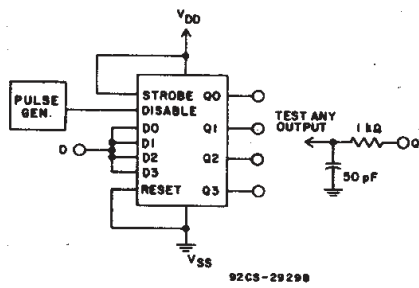 VDD
PULSE
GEN.
STROBE
DISABLE
D0
D1
D2
D3
RESET
D
Q0
Q1
Q2
Q3
TEST ANY
OUTPUT
1 kΩ
Q
50 pF
VSS
92CS-29298